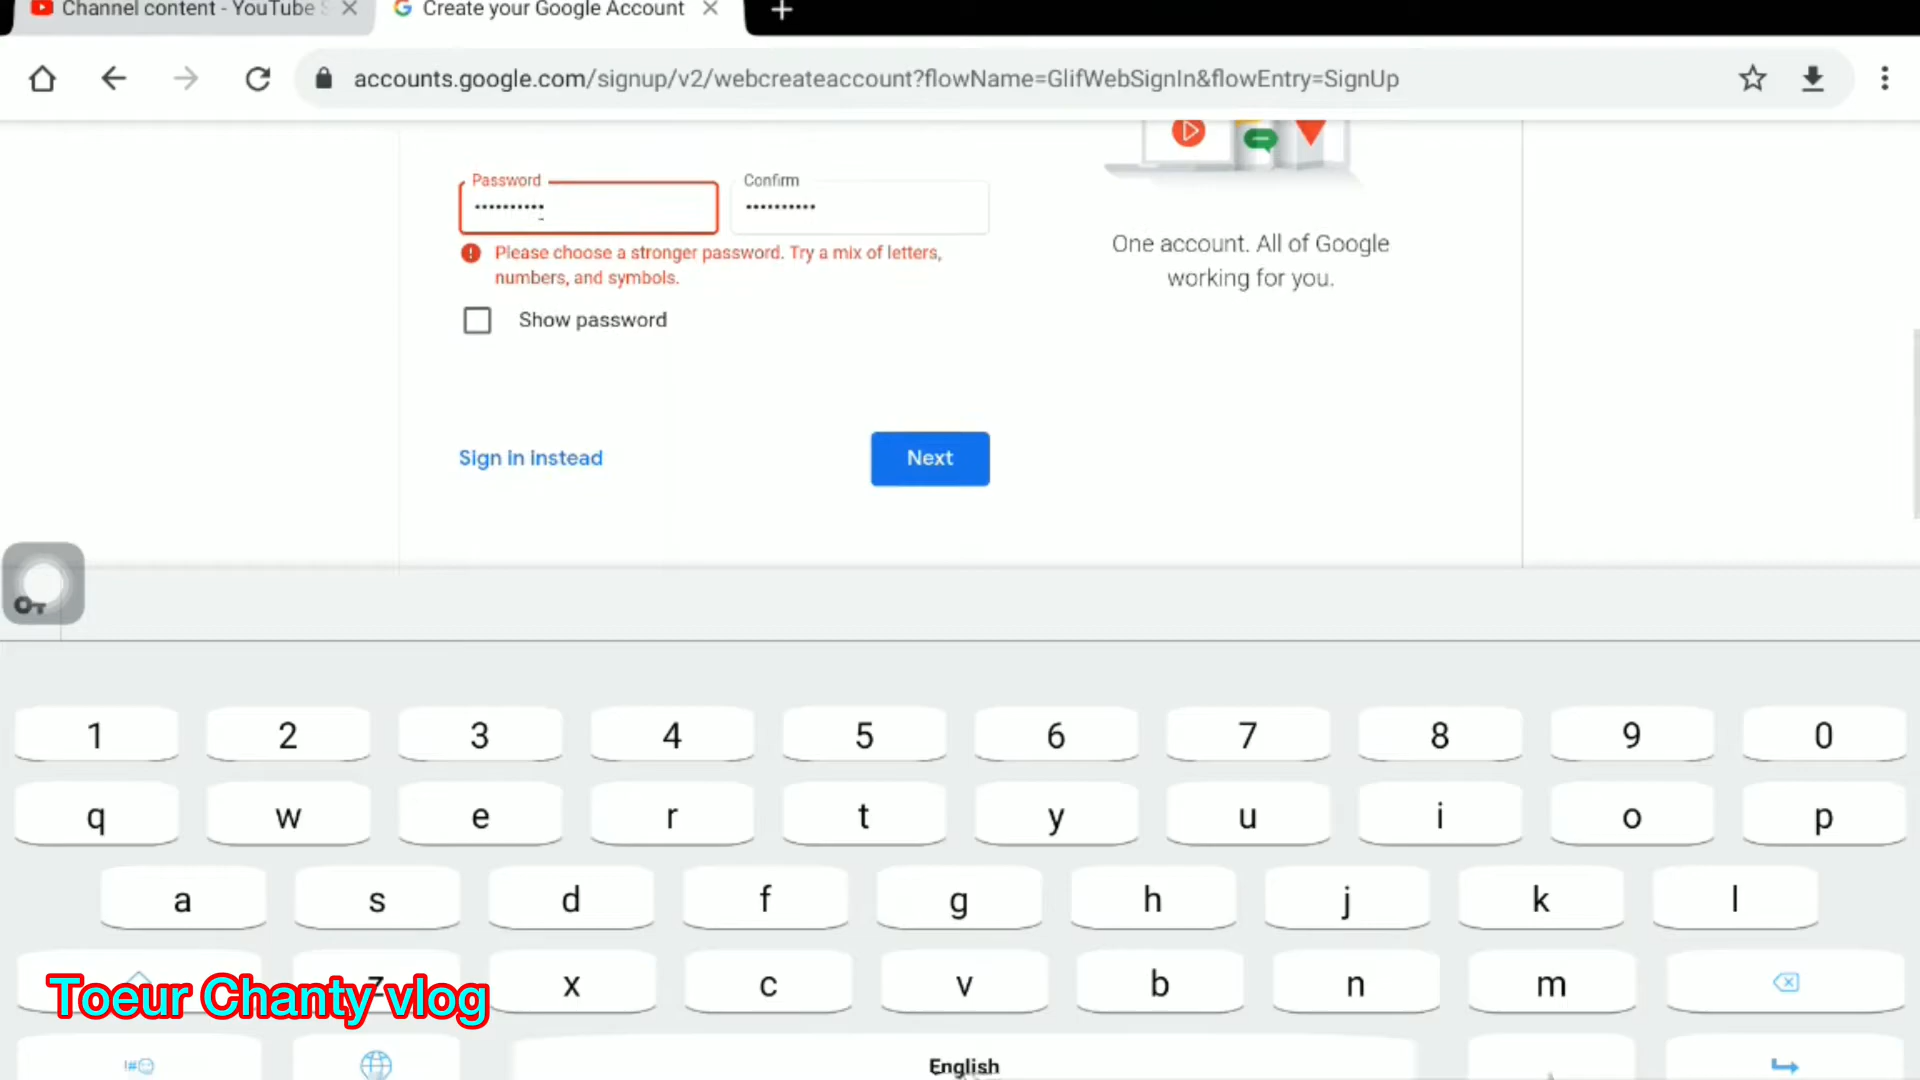 Channel content - YouTube S
Create your Google Account
accounts.google.com/signup/v2/webcreateaccount?flowName=GlifWebSignIn&flowEntry=SignUp
Password
Confirm
Please choose a stronger password. Try a mix of letters,
numbers, and symbols.
Show password
One account. All of Google
working for you.
Sign in instead
Next
1 2 3 4 5 6 7 8 9 0
q w e r t y u i o p
a s d f g h j k l
z x c v b n m
Toeur Chanty vlog
!#☺ English